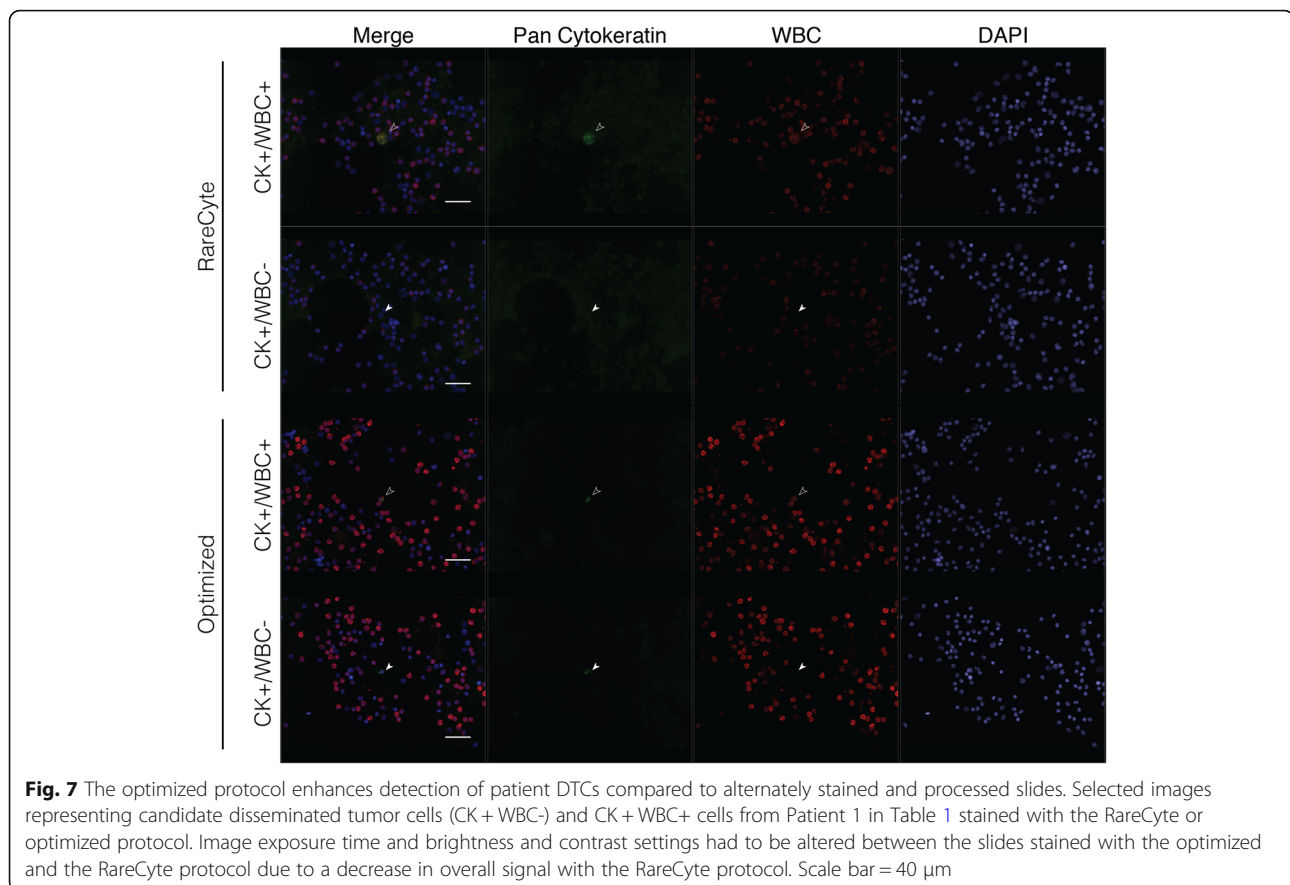 Merge Pan Cytokeratin WBC DAPI
RareCyte
CK+/WBC+
CK+/WBC-
Optimized
CK+/WBC+
CK+/WBC-
Fig. 7 The optimized protocol enhances detection of patient DTCs compared to alternately stained and processed slides. Selected images
representing candidate disseminated tumor cells (CK + WBC-) and CK + WBC+ cells from Patient 1 in Table 1 stained with the RareCyte or
optimized protocol. Image exposure time and brightness and contrast settings had to be altered between the slides stained with the optimized
and the RareCyte protocol due to a decrease in overall signal with the RareCyte protocol. Scale bar = 40 μm